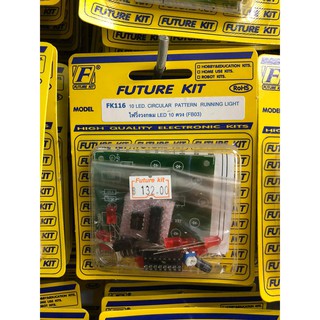 FUTURE KIT
F
FUTURE KIT
HOBBY/EDUCATION KITS.
HOME USE KITS.
ROBOT KITS.
RoHS
MODEL
FK116 10 LED CIRCULAR PATTERN RUNNING LIGHT
ไฟวิ่งวงกลม LED 10 ดวง (FB03)
HIGH QUALITY ELECTRONIC KITS
Future Kit
฿ 132.00
FUTURE KIT
FUTURE KIT